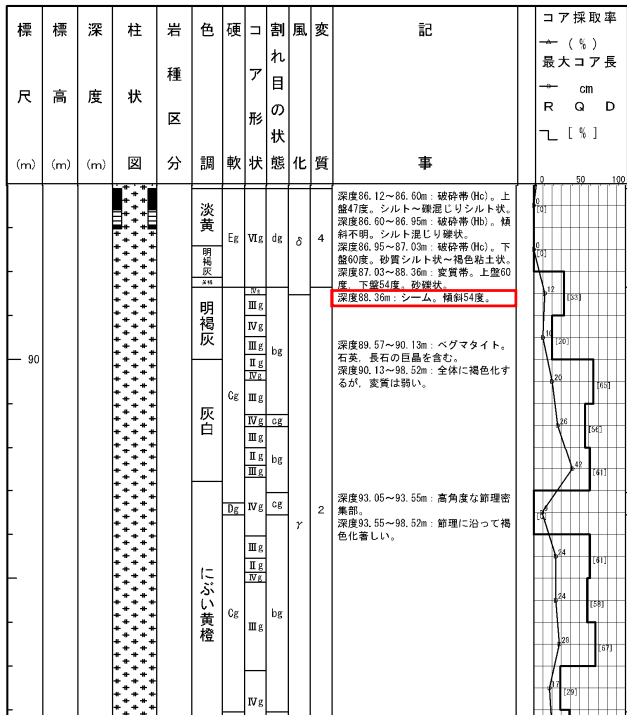 標尺(m)
標高(m)
深度(m)
柱状図
岩種区分
色調
硬軟
コア形状
割れ目の状態
風化
変質
記事
コア採取率
(%)
最大コア長
cm
R Q D
[%]
0 50 100
淡黄
明褐灰
明褐灰
灰白
にぶい黄橙
Eg
Cg
Dg
Cg
Ⅵg
Ⅳg
Ⅲg
Ⅳg
Ⅲg
Ⅱg
Ⅳg
Ⅲg
Ⅳg
Ⅲg
Ⅱg
Ⅲg
Ⅳg
Ⅲg
Ⅱg
Ⅳg
Ⅲg
Ⅳg
dg
bg
cg
bg
cg
bg
δ
γ
4
2
90
深度86.12～86.60m:破砕帯(Hc)。上
盤47度。シルト～礫混じりシルト状。
深度86.60～86.95m:破砕帯(Hb)。傾
斜不明。シルト混じり礫状。
深度86.95～87.03m:破砕帯(Hc)。下
盤60度。砂質シルト状～褐色粘土状。
深度87.03～88.36m:変質帯。上盤60
度、下盤54度。砂礫状。
深度88.36m:シーム。傾斜54度。
深度89.57～90.13m:ペグマタイト。
石英、長石の巨晶を含む。
深度90.13～98.52m:全体に褐色化す
るが、変質は弱い。
深度93.05～93.55m:高角度な節理密
集部。
深度93.55～98.52m:節理に沿って褐
色化著しい。
0
[0]
0
[0]
12
[33]
10
[20]
20
[65]
26
[56]
42
[61]
24
[61]
24
[58]
28
[67]
17
[29]